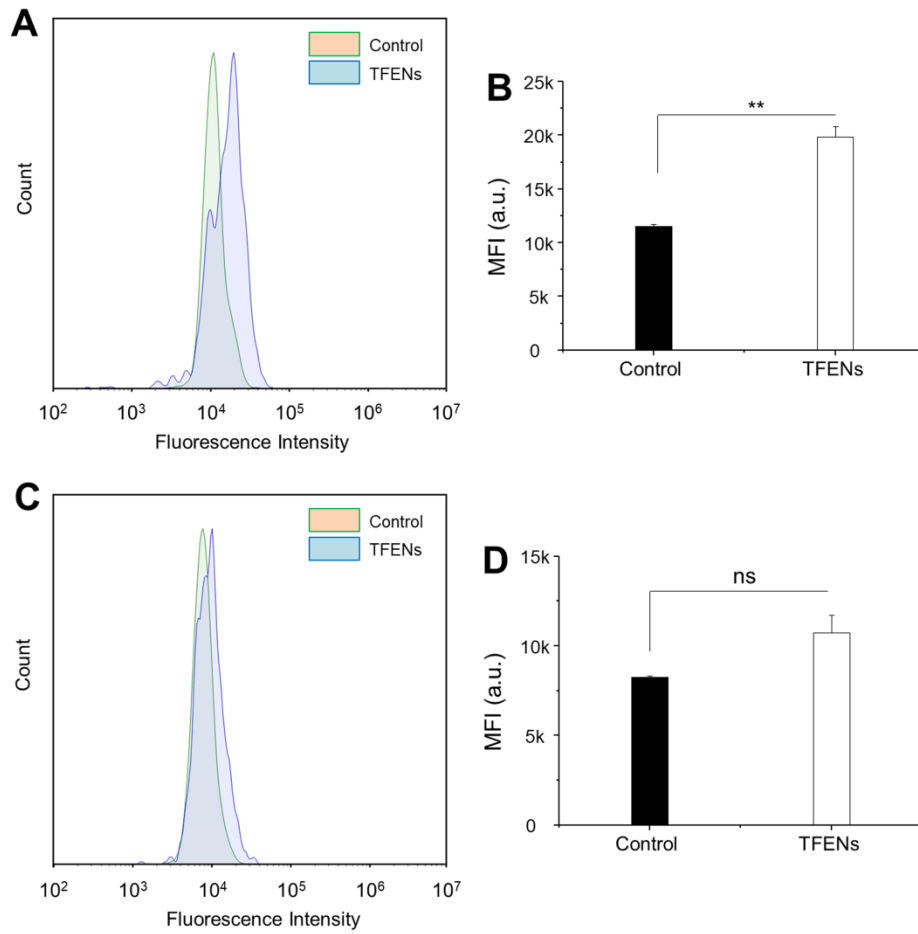 A
Control
TFENs
Count
10² 10³ 10⁴ 10⁵ 10⁶ 10⁷
Fluorescence Intensity
B
25k
20k
15k
10k
5k
0
MFI (a.u.)
**
Control TFENs
C
Control
TFENs
Count
10² 10³ 10⁴ 10⁵ 10⁶ 10⁷
Fluorescence Intensity
D
15k
10k
5k
0
MFI (a.u.)
ns
Control TFENs